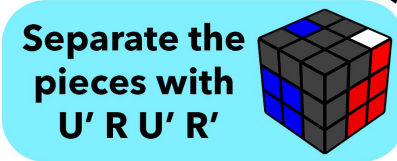 Separate the
pieces with
U’ R U’ R’